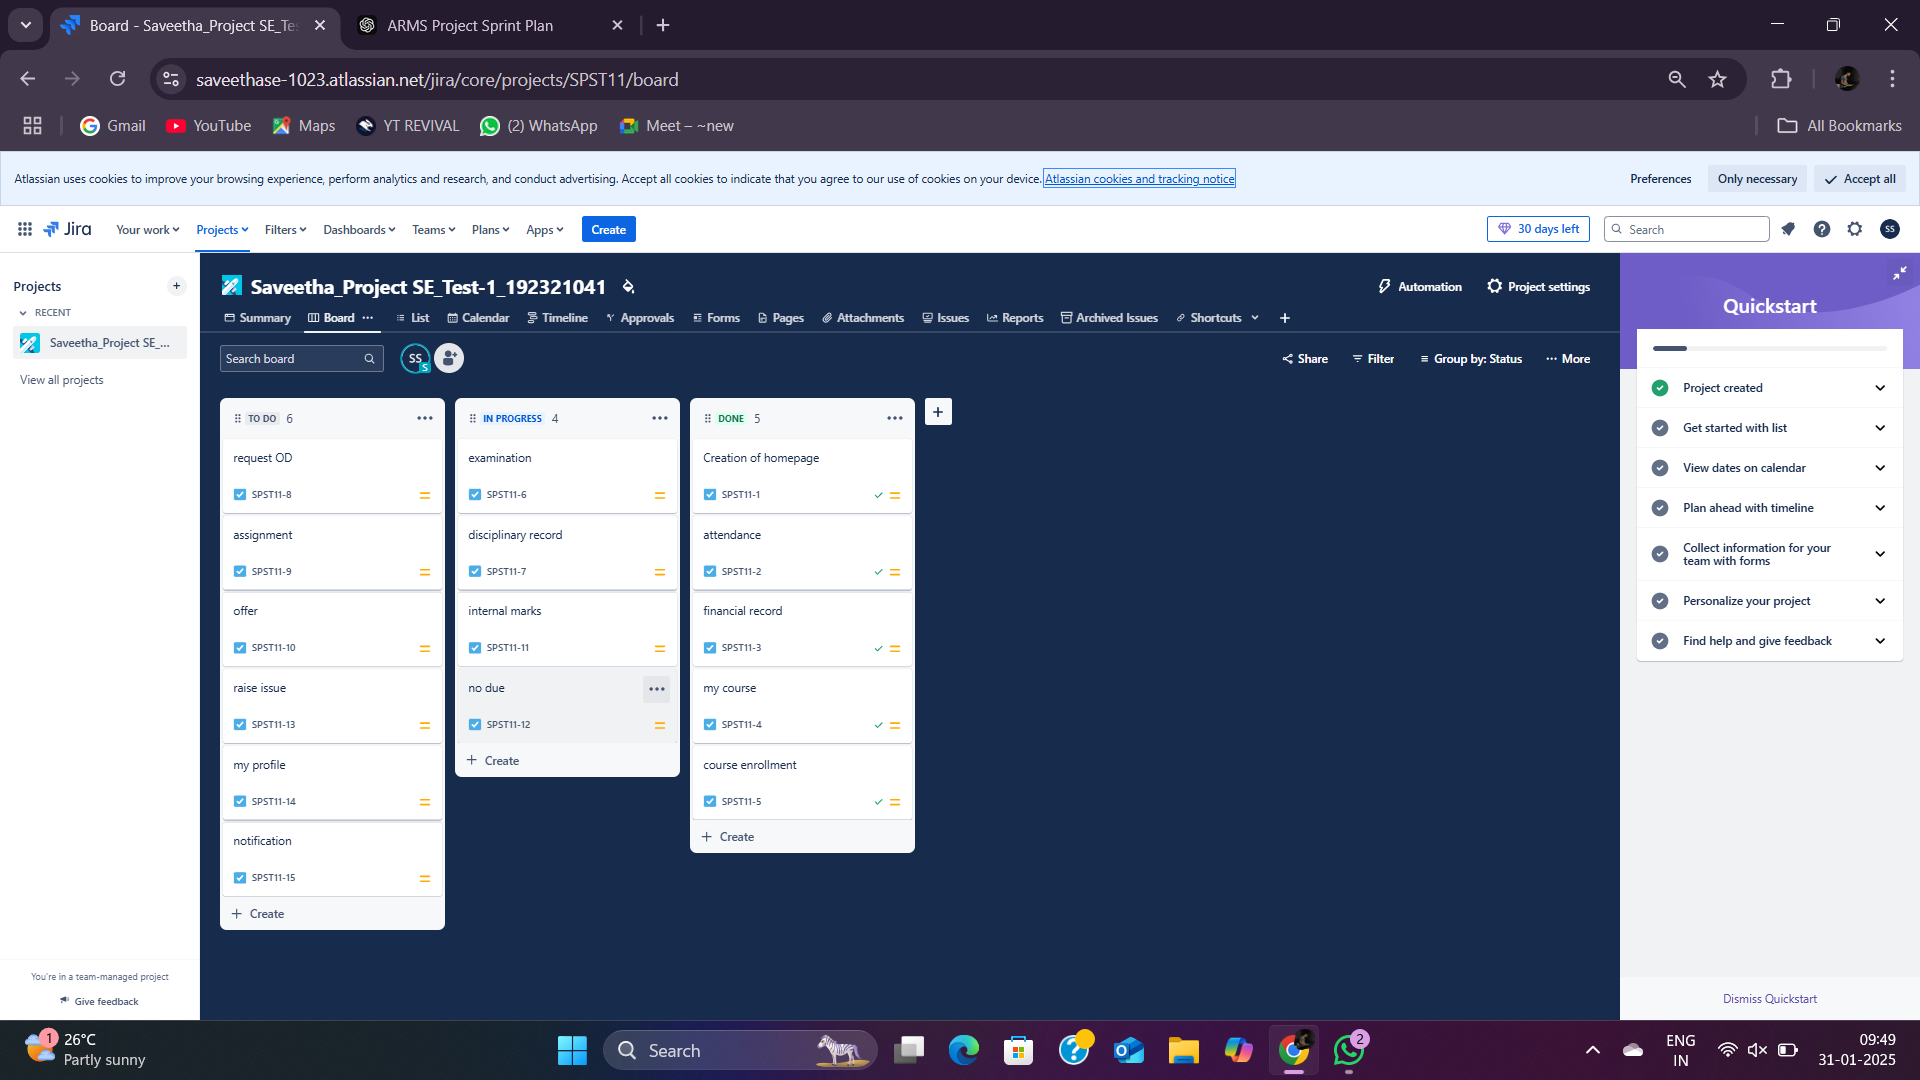 Board - Saveetha_Project SE_Tes
ARMS Project Sprint Plan
saveethase-1023.atlassian.net/jira/core/projects/SPST11/board
Gmail
YouTube
Maps
YT REVIVAL
(2) WhatsApp
Meet – ~new
All Bookmarks
Atlassian uses cookies to improve your browsing experience, perform analytics and research, and conduct advertising. Accept all cookies to indicate that you agree to our use of cookies on your device. Atlassian cookies and tracking notice
Preferences
Only necessary
Accept all
Jira
Your work
Projects
Filters
Dashboards
Teams
Plans
Apps
Create
30 days left
Search
SS
Projects
RECENT
Saveetha_Project SE_...
View all projects
You're in a team-managed project
Give feedback
Saveetha_Project SE_Test-1_192321041
Automation
Project settings
Summary
Board
List
Calendar
Timeline
Approvals
Forms
Pages
Attachments
Issues
Reports
Archived Issues
Shortcuts
Search board
SS
S
Share
Filter
Group by: Status
More
TO DO 6
request OD
SPST11-8
assignment
SPST11-9
offer
SPST11-10
raise issue
SPST11-13
my profile
SPST11-14
notification
SPST11-15
Create
IN PROGRESS 4
examination
SPST11-6
disciplinary record
SPST11-7
internal marks
SPST11-11
no due
SPST11-12
Create
DONE 5
Creation of homepage
SPST11-1
attendance
SPST11-2
financial record
SPST11-3
my course
SPST11-4
course enrollment
SPST11-5
Create
Quickstart
Project created
Get started with list
View dates on calendar
Plan ahead with timeline
Collect information for your
team with forms
Personalize your project
Find help and give feedback
Dismiss Quickstart
1
26°C
Partly sunny
Search
2
ENG
IN
09:49
31-01-2025